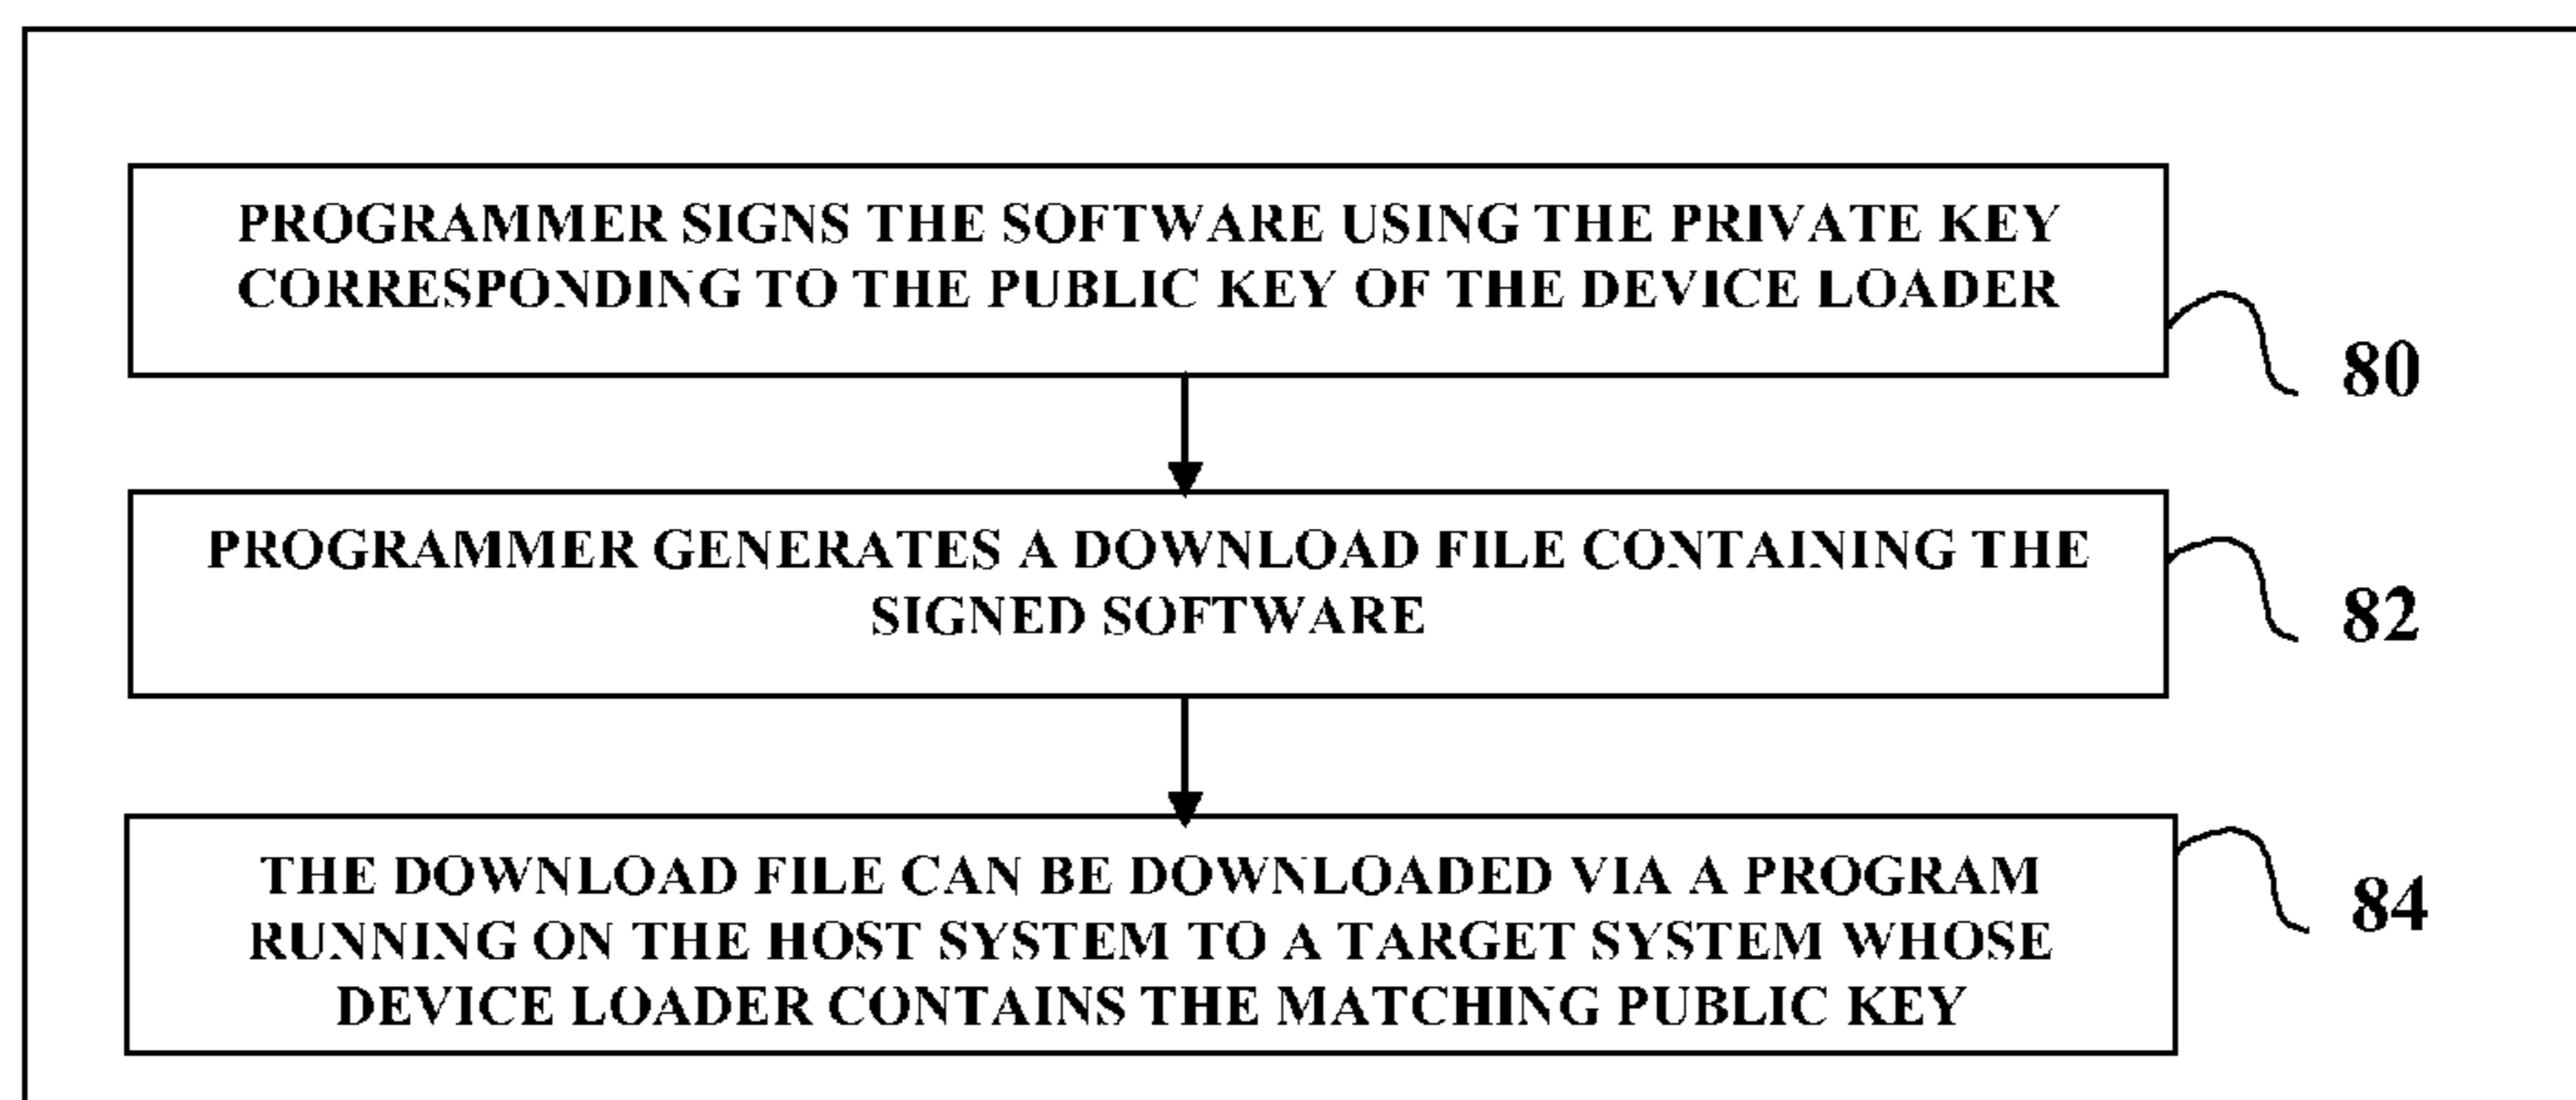 PROGRAMMER SIGNS THE SOFTWARE USING THE PRIVATE KEY
CORRESPONDING TO THE PUBLIC KEY OF THE DEVICE LOADER
80
PROGRAMMER GENERATES A DOWNLOAD FILE CONTAINING THE
SIGNED SOFTWARE
82
THE DOWNLOAD FILE CAN BE DOWNLOADED VIA A PROGRAM
RUNNING ON THE HOST SYSTEM TO A TARGET SYSTEM WHOSE
DEVICE LOADER CONTAINS THE MATCHING PUBLIC KEY
84